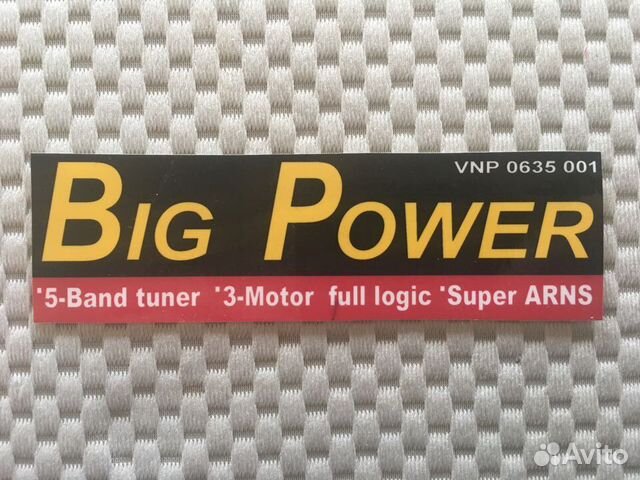 VNP 0635 001
BIG POWER
'5-Band tuner '3-Motor full logic 'Super ARNS
Avito